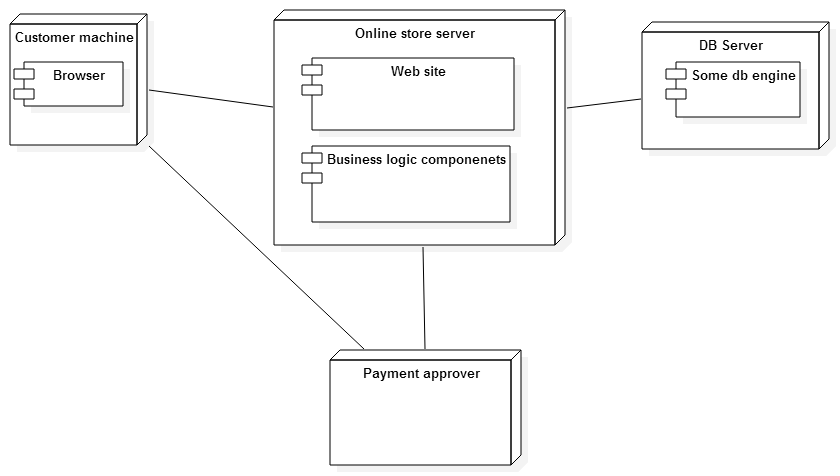 Customer machine
Browser
Online store server
Web site
Business logic componenets
DB Server
Some db engine
Payment approver